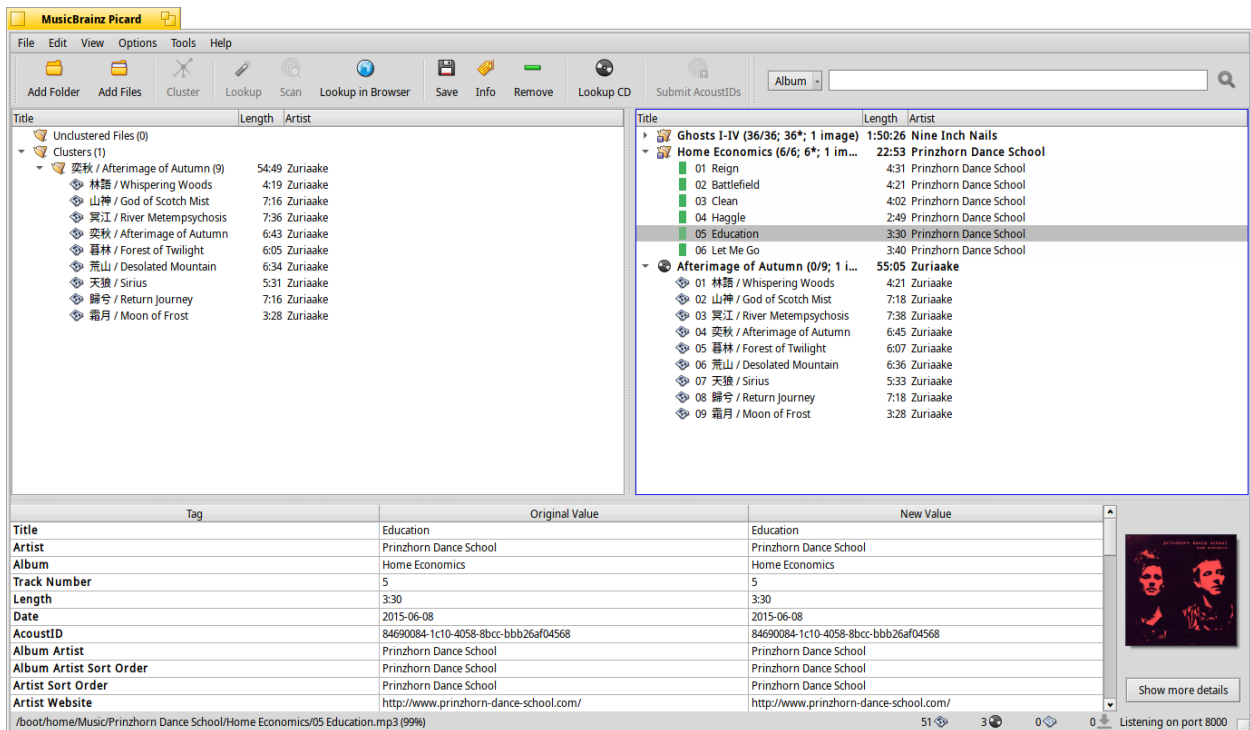 MusicBrainz Picard
File Edit View Options Tools Help
Add Folder Add Files Cluster Lookup Scan Lookup in Browser Save Info Remove Lookup CD Submit AcoustIDs Album
Title Length Artist
Unclustered Files (0)
Clusters (1)
奕秋 / Afterimage of Autumn (9) 54:49 Zuriaake
林語 / Whispering Woods 4:19 Zuriaake
山神 / God of Scotch Mist 7:16 Zuriaake
冥江 / River Metempsychosis 7:36 Zuriaake
奕秋 / Afterimage of Autumn 6:43 Zuriaake
暮林 / Forest of Twilight 6:05 Zuriaake
荒山 / Desolated Mountain 6:34 Zuriaake
天狼 / Sirius 5:31 Zuriaake
歸兮 / Return Journey 7:16 Zuriaake
霜月 / Moon of Frost 3:28 Zuriaake
Title Length Artist
Ghosts I-IV (36/36; 36*; 1 image) 1:50:26 Nine Inch Nails
Home Economics (6/6; 6*; 1 im... 22:53 Prinzhorn Dance School
01 Reign 4:31 Prinzhorn Dance School
02 Battlefield 4:21 Prinzhorn Dance School
03 Clean 4:02 Prinzhorn Dance School
04 Haggle 2:49 Prinzhorn Dance School
05 Education 3:30 Prinzhorn Dance School
06 Let Me Go 3:40 Prinzhorn Dance School
Afterimage of Autumn (0/9; 1 i... 55:05 Zuriaake
01 林語 / Whispering Woods 4:21 Zuriaake
02 山神 / God of Scotch Mist 7:18 Zuriaake
03 冥江 / River Metempsychosis 7:38 Zuriaake
04 奕秋 / Afterimage of Autumn 6:45 Zuriaake
05 暮林 / Forest of Twilight 6:07 Zuriaake
06 荒山 / Desolated Mountain 6:36 Zuriaake
07 天狼 / Sirius 5:33 Zuriaake
08 歸兮 / Return Journey 7:18 Zuriaake
09 霜月 / Moon of Frost 3:28 Zuriaake
Tag Original Value New Value
Title Education Education
Artist Prinzhorn Dance School Prinzhorn Dance School
Album Home Economics Home Economics
Track Number 5 5
Length 3:30 3:30
Date 2015-06-08 2015-06-08
AcoustID 84690084-1c10-4058-8bcc-bbb26af04568 84690084-1c10-4058-8bcc-bbb26af04568
Album Artist Prinzhorn Dance School Prinzhorn Dance School
Album Artist Sort Order Prinzhorn Dance School Prinzhorn Dance School
Artist Sort Order Prinzhorn Dance School Prinzhorn Dance School
Artist Website http://www.prinzhorn-dance-school.com/ http://www.prinzhorn-dance-school.com/
prinzhorn dance school
home economics
Show more details
/boot/home/Music/Prinzhorn Dance School/Home Economics/05 Education.mp3 (99%) 51 3 0 0 Listening on port 8000